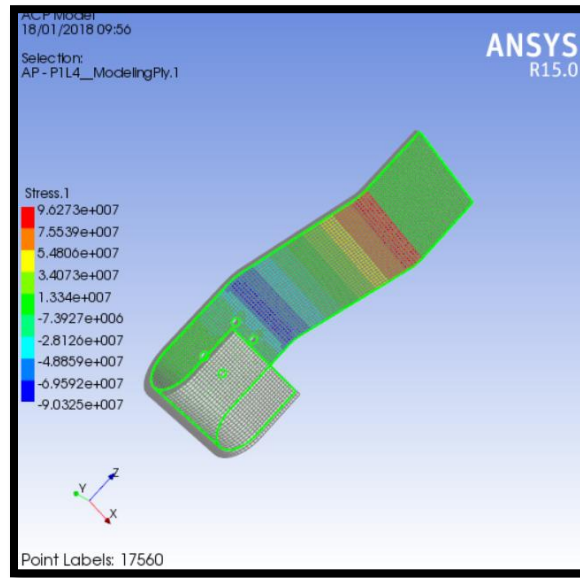 ACP Model
18/01/2018 09:56
Selection:
AP - P1L4__ModelingPly.1
ANSYS
R15.0
Stress.1
9.6273e+007
7.5539e+007
5.4806e+007
3.4073e+007
1.334e+007
-7.3927e+006
-2.8126e+007
-4.8859e+007
-6.9592e+007
-9.0325e+007
Z
Y
X
Point Labels: 17560